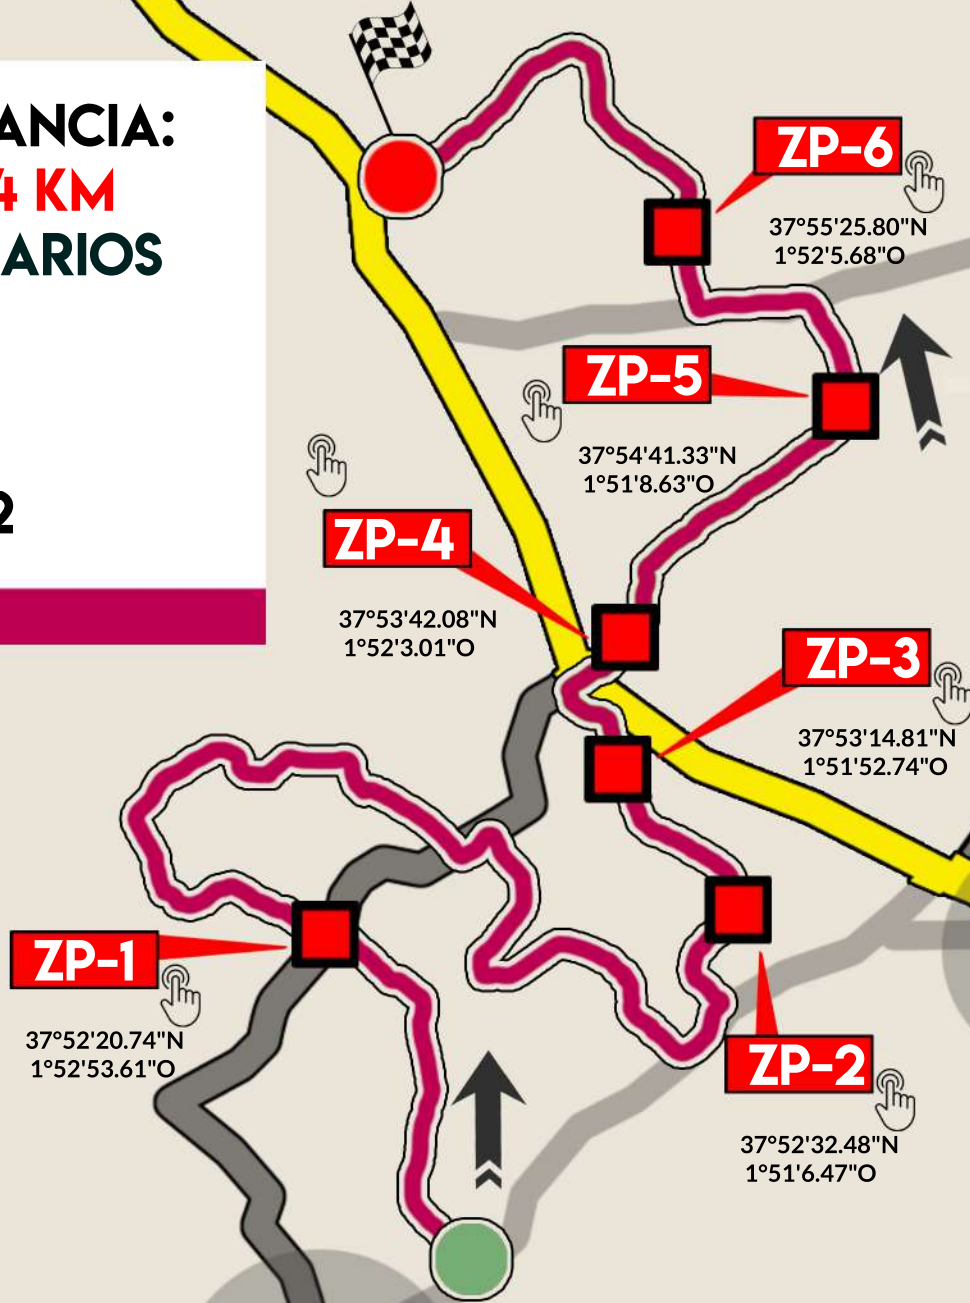 ANCIA:
4 KM
ARIOS
2
ZP-6
37°55'25.80"N
1°52'5.68"O
ZP-5
37°54'41.33"N
1°51'8.63"O
ZP-4
37°53'42.08"N
1°52'3.01"O
ZP-3
37°53'14.81"N
1°51'52.74"O
ZP-1
37°52'20.74"N
1°52'53.61"O
ZP-2
37°52'32.48"N
1°51'6.47"O